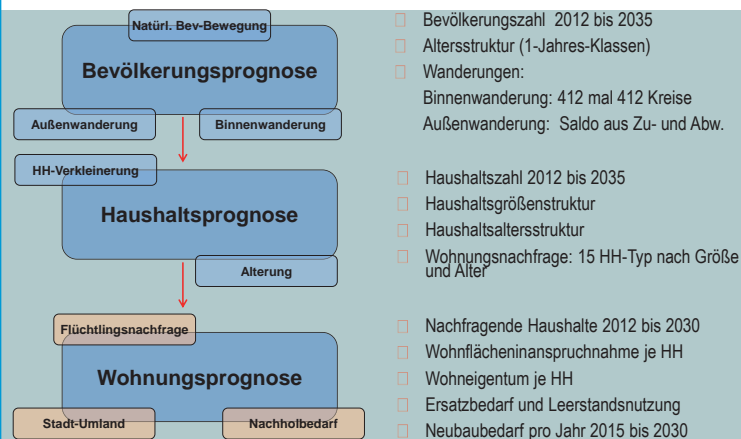 Natürl. Bev-Bewegung
Bevölkerungsprognose
Außenwanderung
Binnenwanderung
Bevölkerungszahl 2012 bis 2035
Altersstruktur (1-Jahres-Klassen)
Wanderungen:
Binnenwanderung: 412 mal 412 Kreise
Außenwanderung: Saldo aus Zu- und Abw.
HH-Verkleinerung
Haushaltsprognose
Alterung
Haushaltszahl 2012 bis 2035
Haushaltsgrößenstruktur
Haushaltsaltersstruktur
Wohnungsnachfrage: 15 HH-Typ nach Größe
und Alter
Flüchtlingsnachfrage
Wohnungsprognose
Stadt-Umland
Nachholbedarf
Nachfragende Haushalte 2012 bis 2030
Wohnflächeninanspruchnahme je HH
Wohneigentum je HH
Ersatzbedarf und Leerstandsnutzung
Neubaubedarf pro Jahr 2015 bis 2030